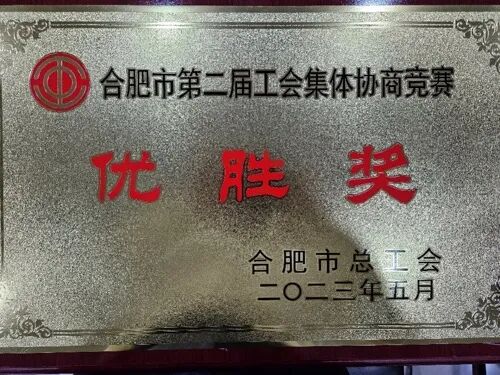 合肥市第二届工会集体协商竞赛
优胜奖
合肥市总工会
二〇二三年五月